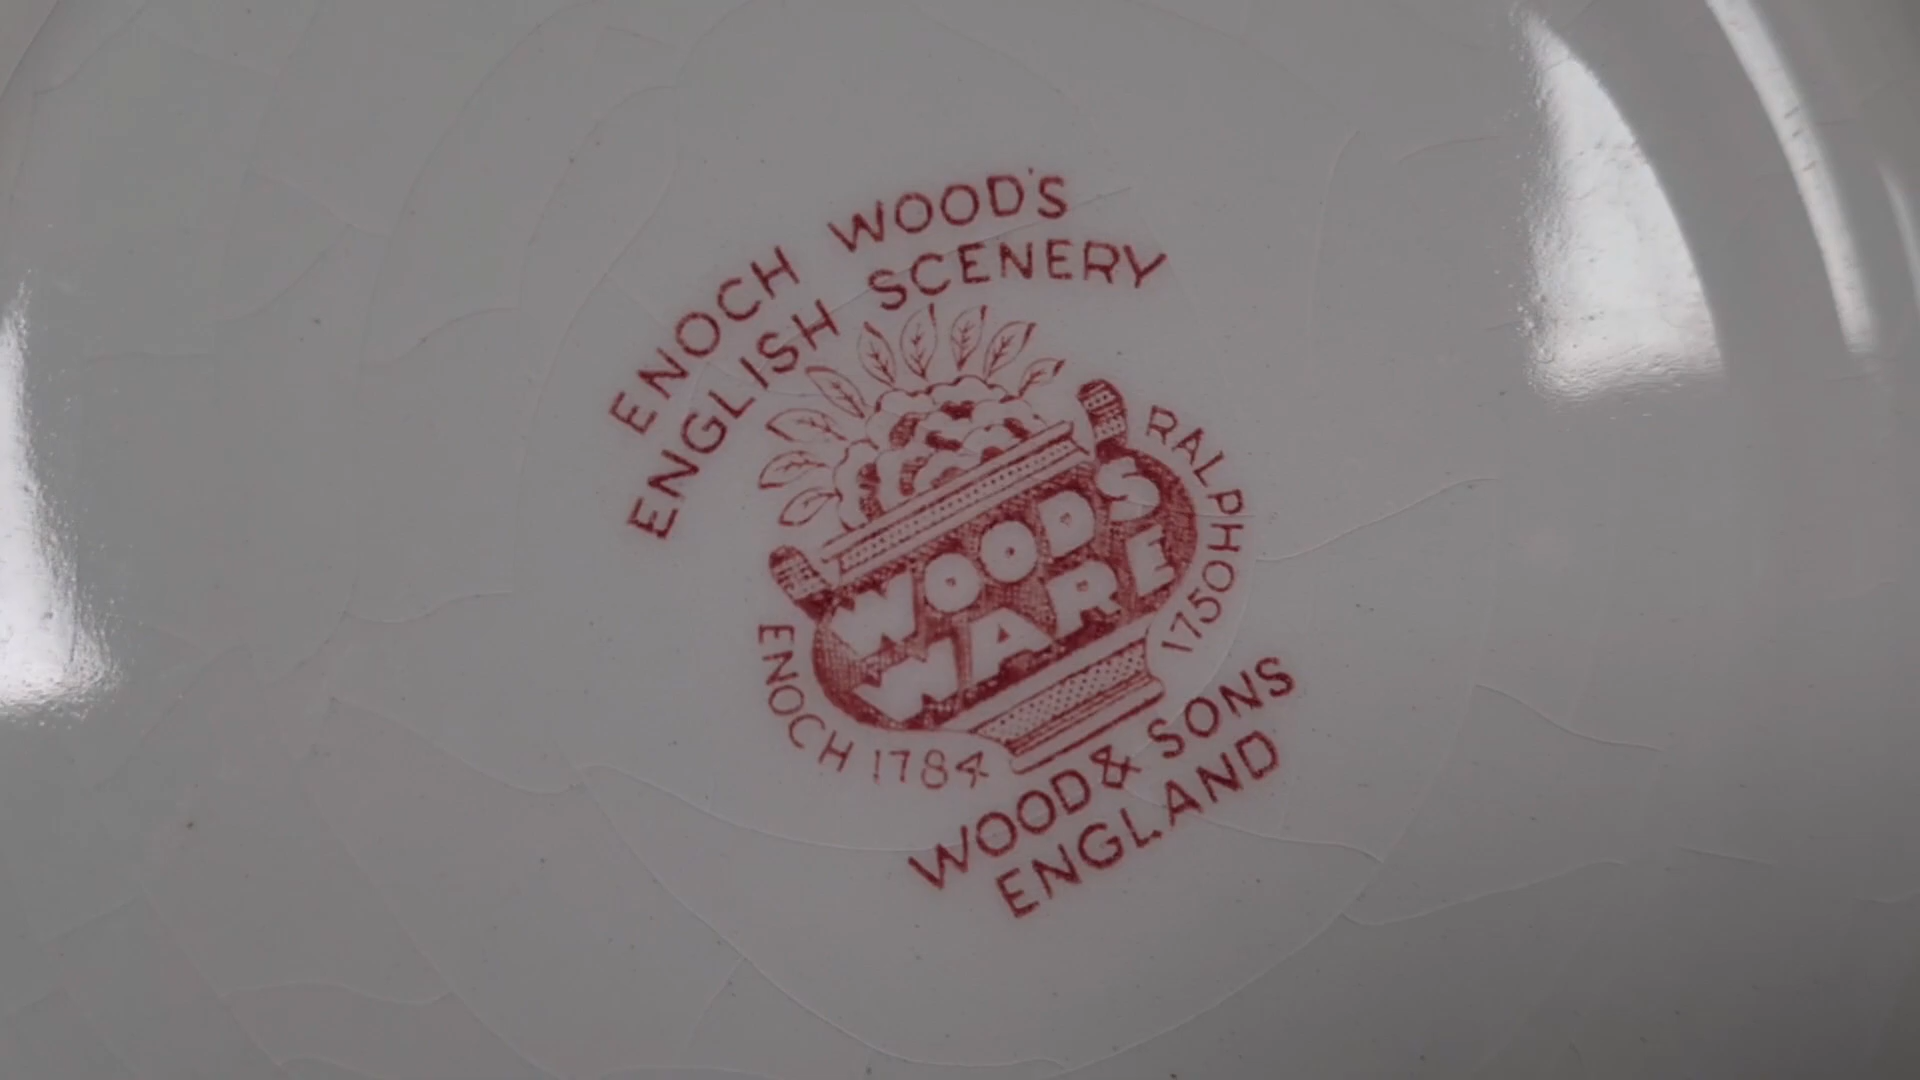 ENOCH WOOD'S
ENGLISH SCENERY
WOODS
WARE
RALPH 1750
ENOCH 1784
WOOD & SONS
ENGLAND